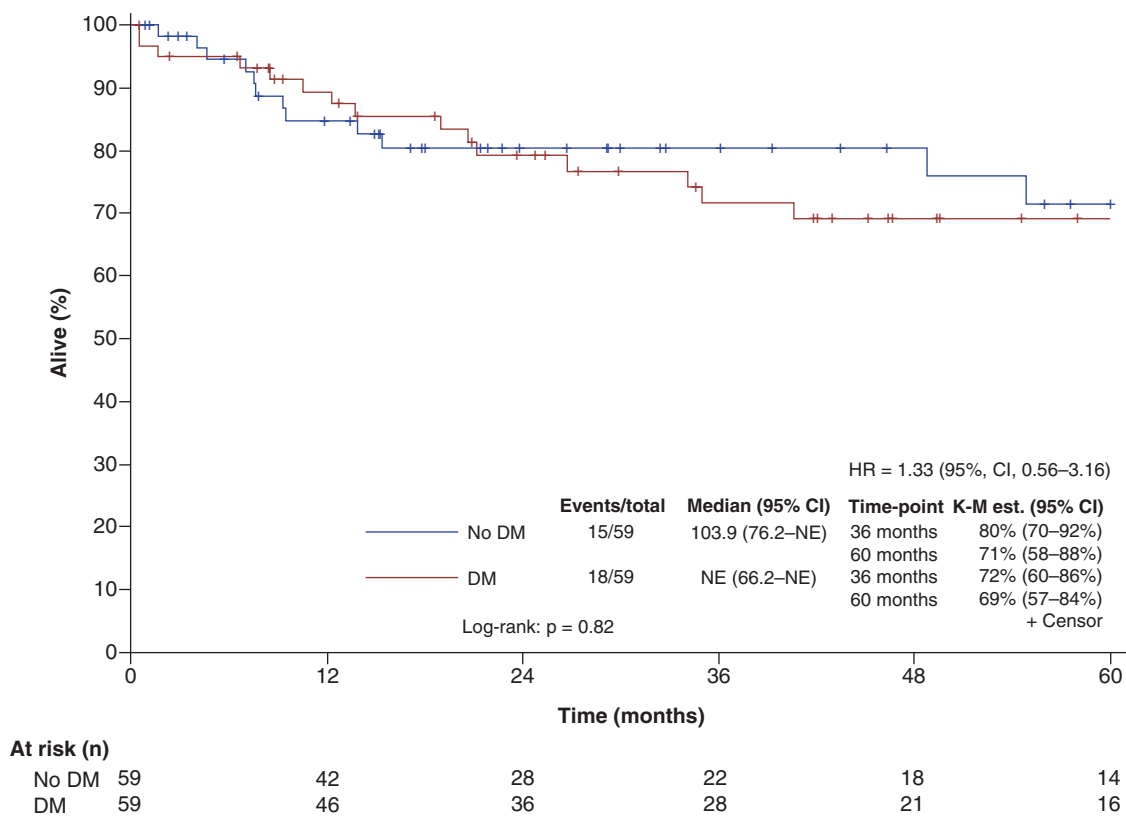 100
90
80
70
60
50
40
30
20
10
0
Alive (%)
HR = 1.33 (95%, CI, 0.56–3.16)
Events/total Median (95% CI) Time-point K-M est. (95% CI)
No DM 15/59 103.9 (76.2–NE) 36 months 80% (70–92%)
60 months 71% (58–88%)
DM 18/59 NE (66.2–NE) 36 months 72% (60–86%)
60 months 69% (57–84%)
+ Censor
Log-rank: p = 0.82
0 12 24 36 48 60
Time (months)
At risk (n)
No DM 59 42 28 22 18 14
DM 59 46 36 28 21 16